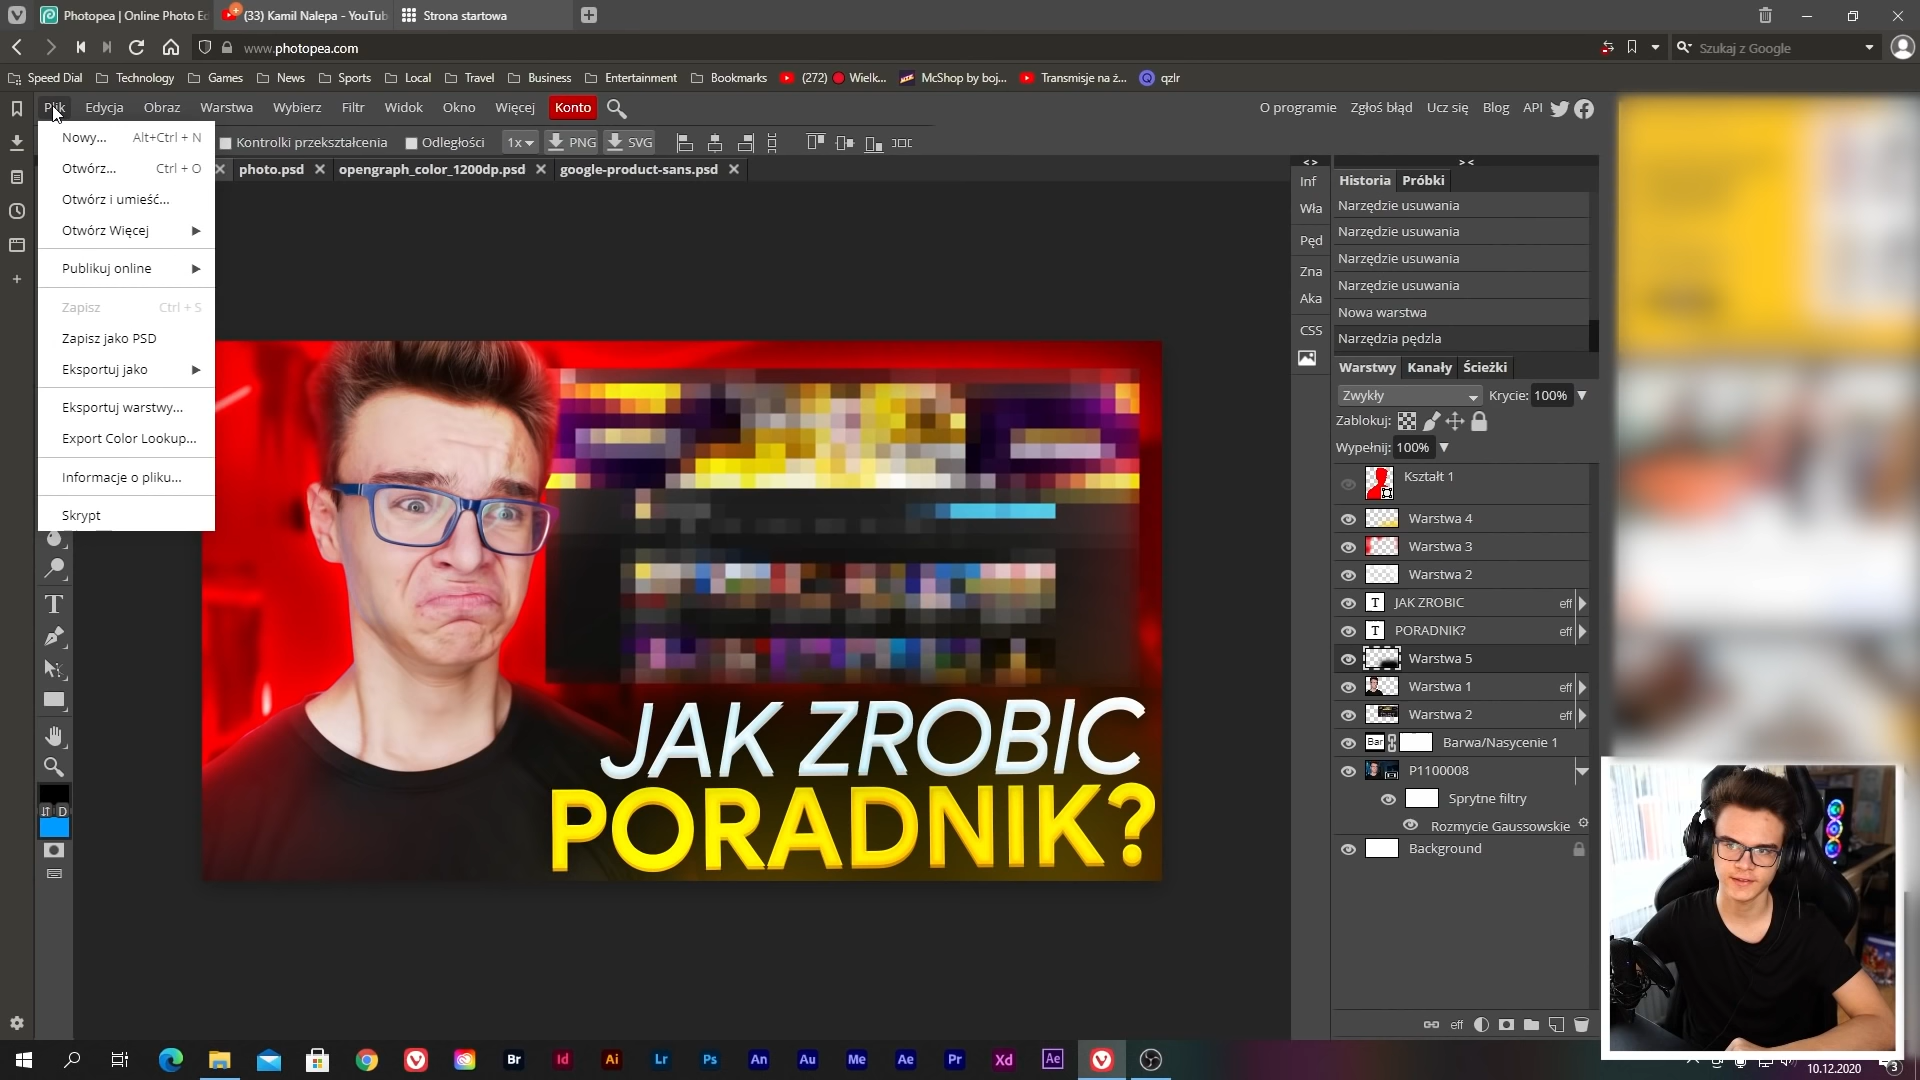 Photopea | Online Photo Ed
(33) Kamil Nalepa - YouTub
Strona startowa
www.photopea.com
Szukaj z Google
Speed Dial
Technology
Games
News
Sports
Local
Travel
Business
Entertainment
Bookmarks
(272)
Wielk...
McShop by boj...
Transmisje na ż...
qzlr
Plik
Edycja
Obraz
Warstwa
Wybierz
Filtr
Widok
Okno
Więcej
Konto
O programie
Zgłoś błąd
Ucz się
Blog
API
Kontrolki przekształcenia
Odległości
1x
PNG
SVG
photo.psd
opengraph_color_1200dp.psd
google-product-sans.psd
Nowy... Alt+Ctrl + N
Otwórz... Ctrl + O
Otwórz i umieść...
Otwórz Więcej
Publikuj online
Zapisz Ctrl + S
Zapisz jako PSD
Eksportuj jako
Eksportuj warstwy...
Export Color Lookup...
Informacje o pliku...
Skrypt
T
D
JAK ZROBIC
PORADNIK?
< >
> <
Inf
Wła
Pęd
Zna
Aka
CSS
Historia
Próbki
Narzędzie usuwania
Narzędzie usuwania
Narzędzie usuwania
Narzędzie usuwania
Nowa warstwa
Narzędzia pędzla
Warstwy
Kanały
Ścieżki
Zwykły
Krycie: 100%
Zablokuj:
Wypełnij: 100%
Kształt 1
Warstwa 4
Warstwa 3
Warstwa 2
T JAK ZROBIC eff
T PORADNIK? eff
Warstwa 5
Warstwa 1 eff
Warstwa 2 eff
Bar Barwa/Nasycenie 1
P1100008
Sprytne filtry
Rozmycie Gaussowskie
Background
eff
Br
Id
Ai
Lr
Ps
An
Au
Me
Ae
Pr
Xd
Ae
10.12.2020
3